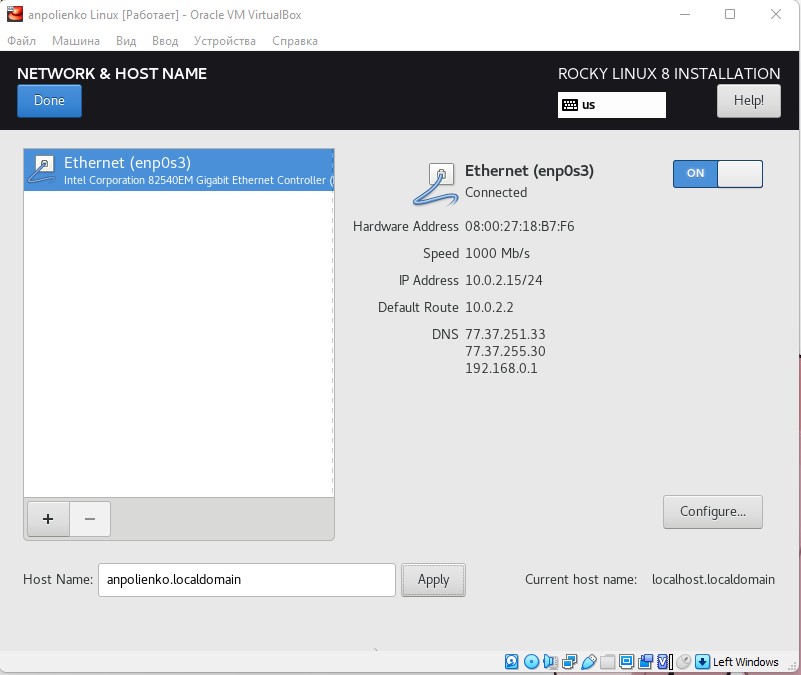 anpolienko Linux [Работает] - Oracle VM VirtualBox
Файл Машина Вид Ввод Устройства Справка
NETWORK & HOST NAME
ROCKY LINUX 8 INSTALLATION
Done
us
Help!
Ethernet (enp0s3)
Intel Corporation 82540EM Gigabit Ethernet Controller (
Ethernet (enp0s3)
Connected
ON
Hardware Address 08:00:27:18:B7:F6
Speed 1000 Mb/s
IP Address 10.0.2.15/24
Default Route 10.0.2.2
DNS 77.37.251.33
77.37.255.30
192.168.0.1
+ −
Configure...
Host Name: anpolienko.localdomain Apply Current host name: localhost.localdomain
Left Windows